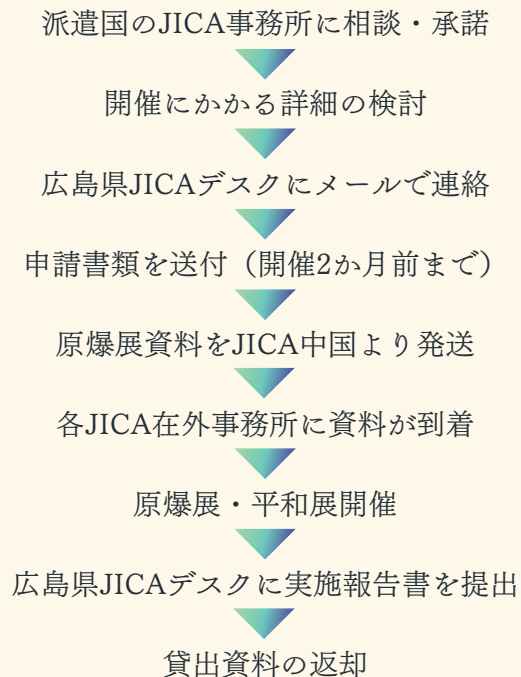 派遣国のJICA事務所に相談・承諾
開催にかかる詳細の検討
広島県JICAデスクにメールで連絡
申請書類を送付（開催2か月前まで）
原爆展資料をJICA中国より発送
各JICA在外事務所に資料が到着
原爆展・平和展開催
広島県JICAデスクに実施報告書を提出
貸出資料の返却